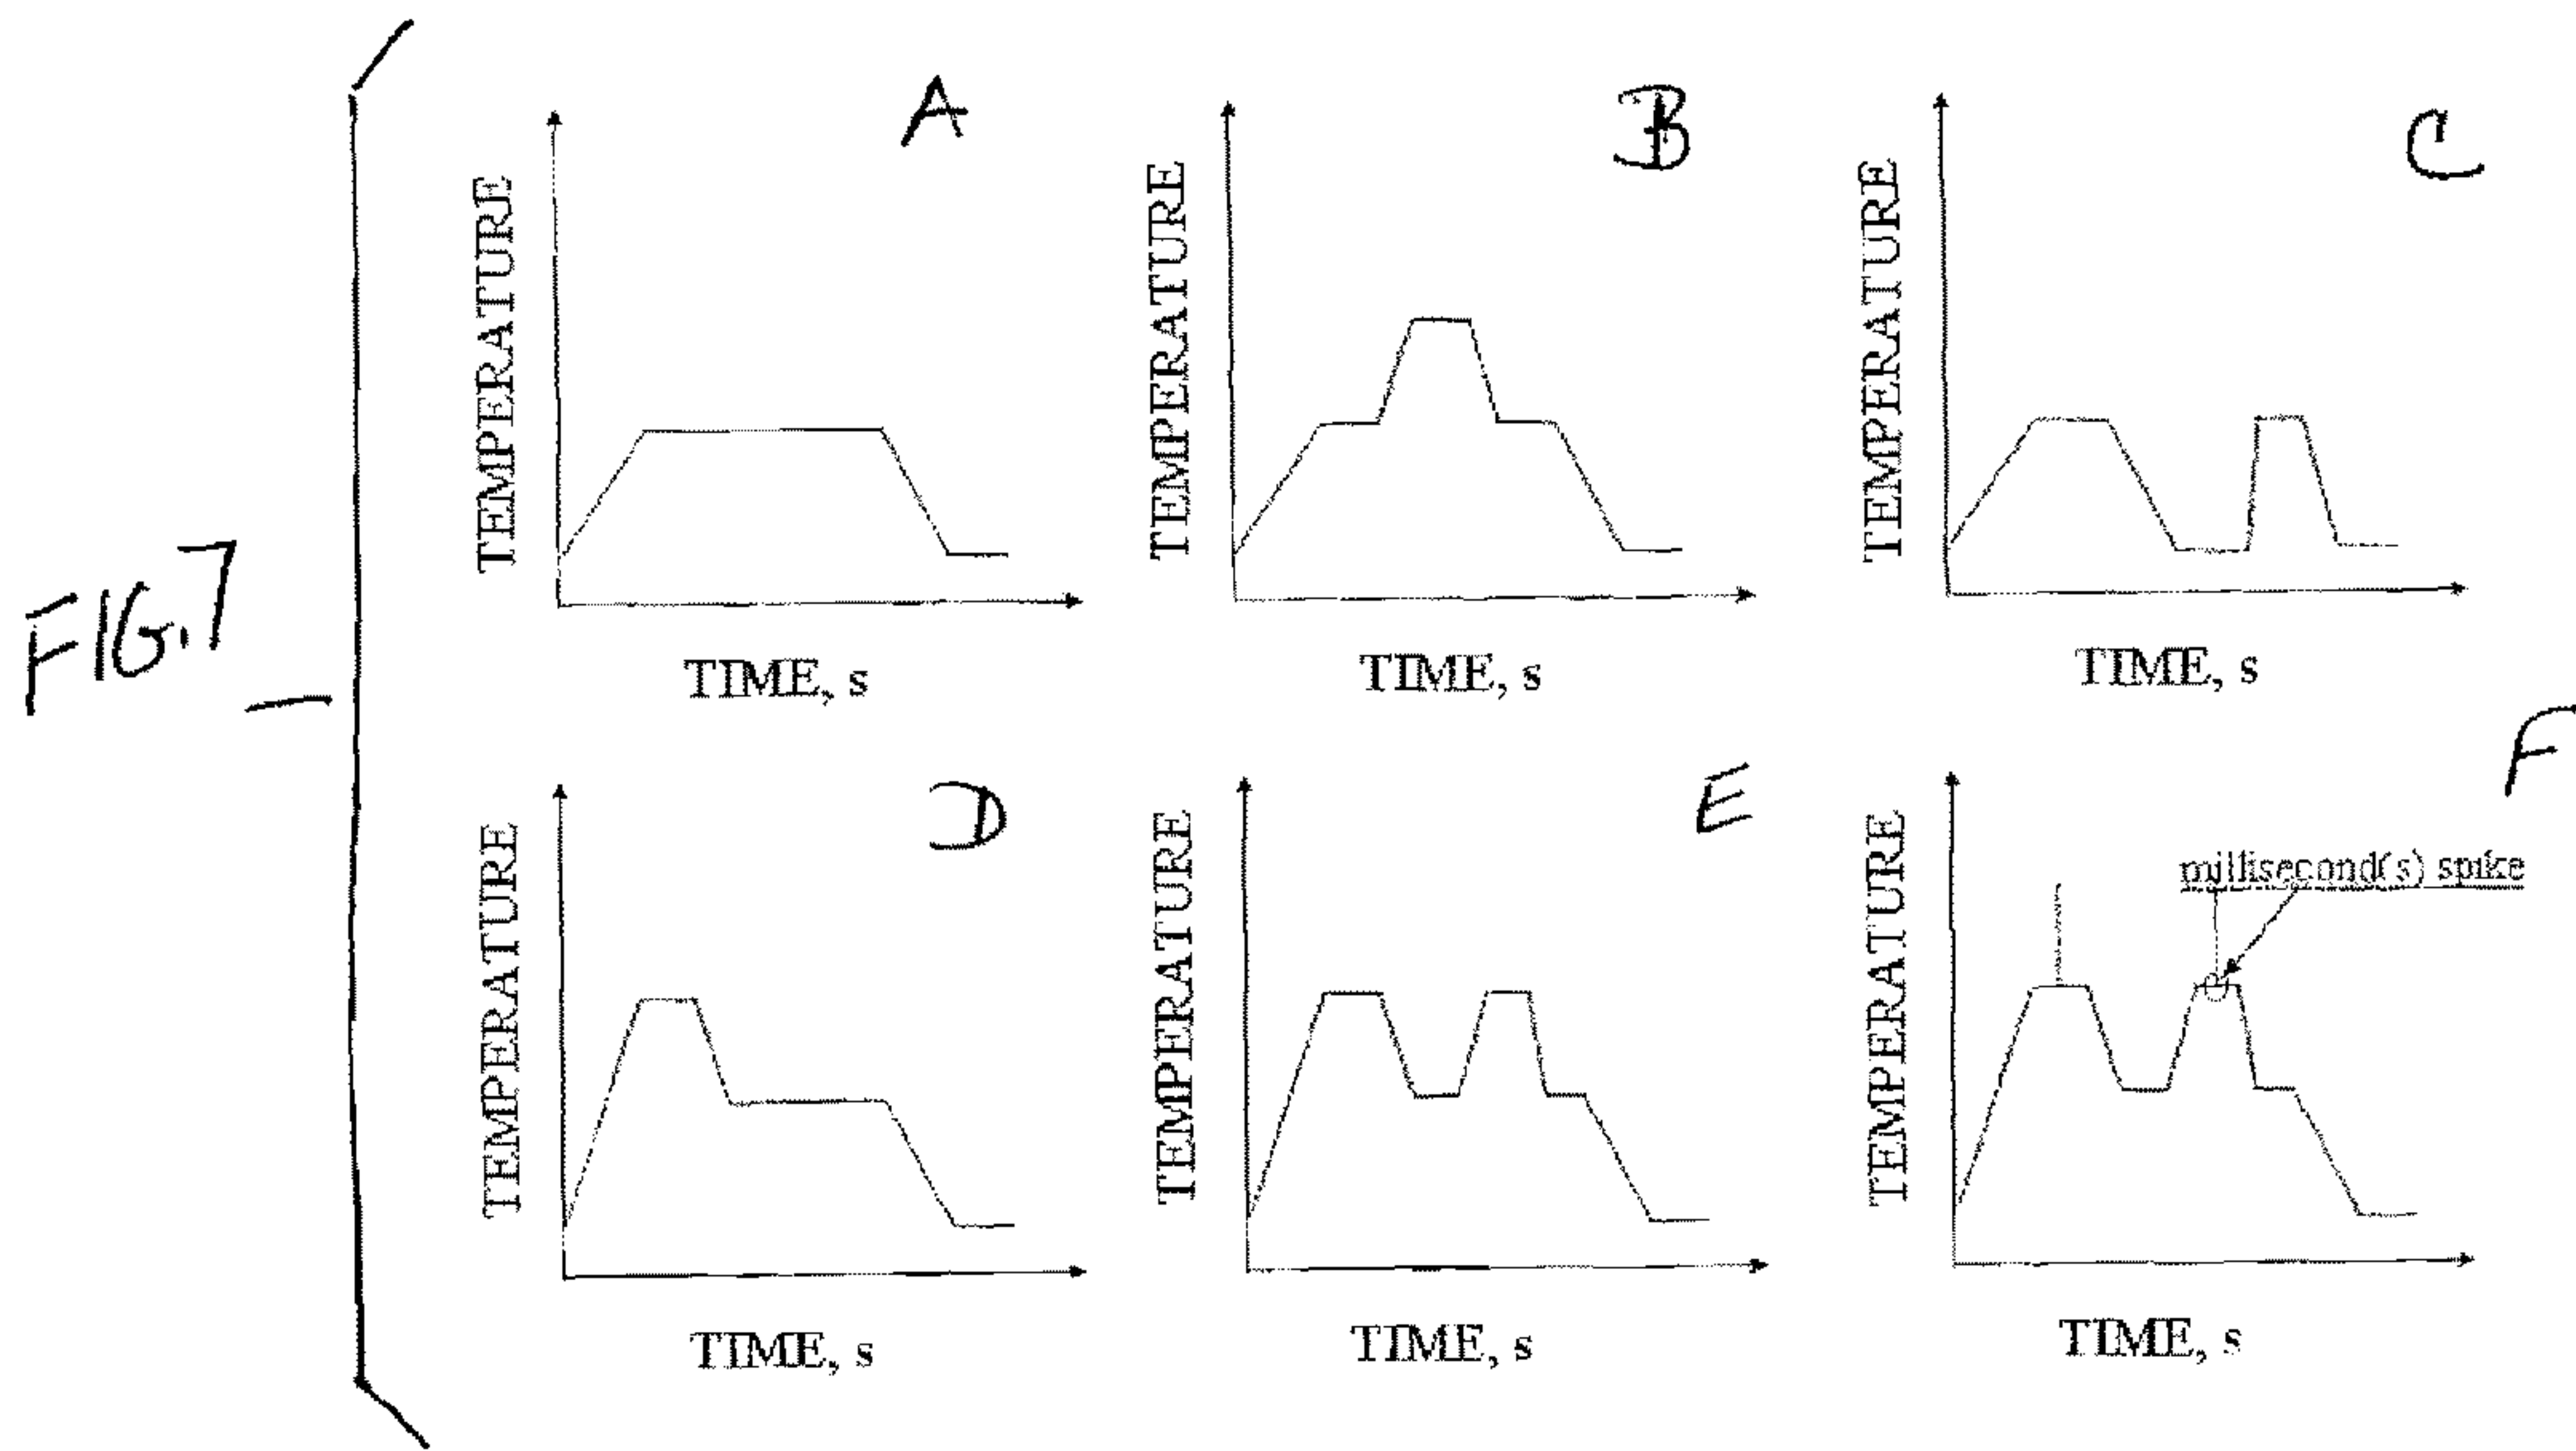 FIG.7
A
TEMPERATURE
TIME, s
B
TEMPERATURE
TIME, s
C
TEMPERATURE
TIME, s
D
TEMPERATURE
TIME, s
E
TEMPERATURE
TIME, s
F
millisecond(s) spike
TEMPERATURE
TIME, s